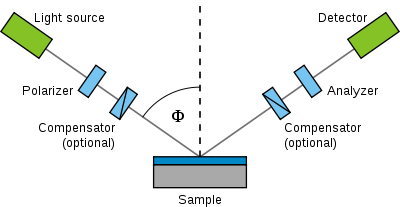 Light source
Detector
Polarizer
Φ
Analyzer
Compensator
(optional)
Compensator
(optional)
Sample